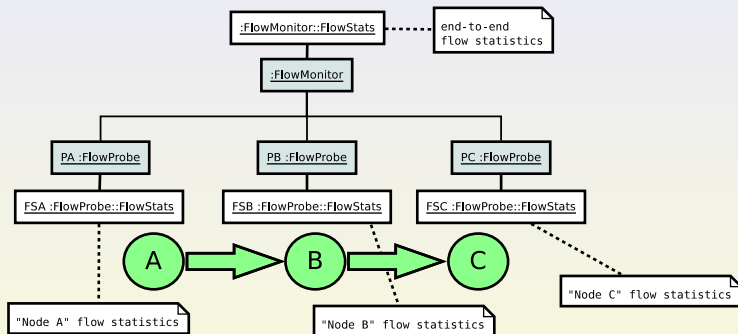 :FlowMonitor::FlowStats
end-to-end
flow statistics
:FlowMonitor
PA :FlowProbe
PB :FlowProbe
PC :FlowProbe
FSA :FlowProbe::FlowStats
FSB :FlowProbe::FlowStats
FSC :FlowProbe::FlowStats
A
B
C
"Node A" flow statistics
"Node B" flow statistics
"Node C" flow statistics